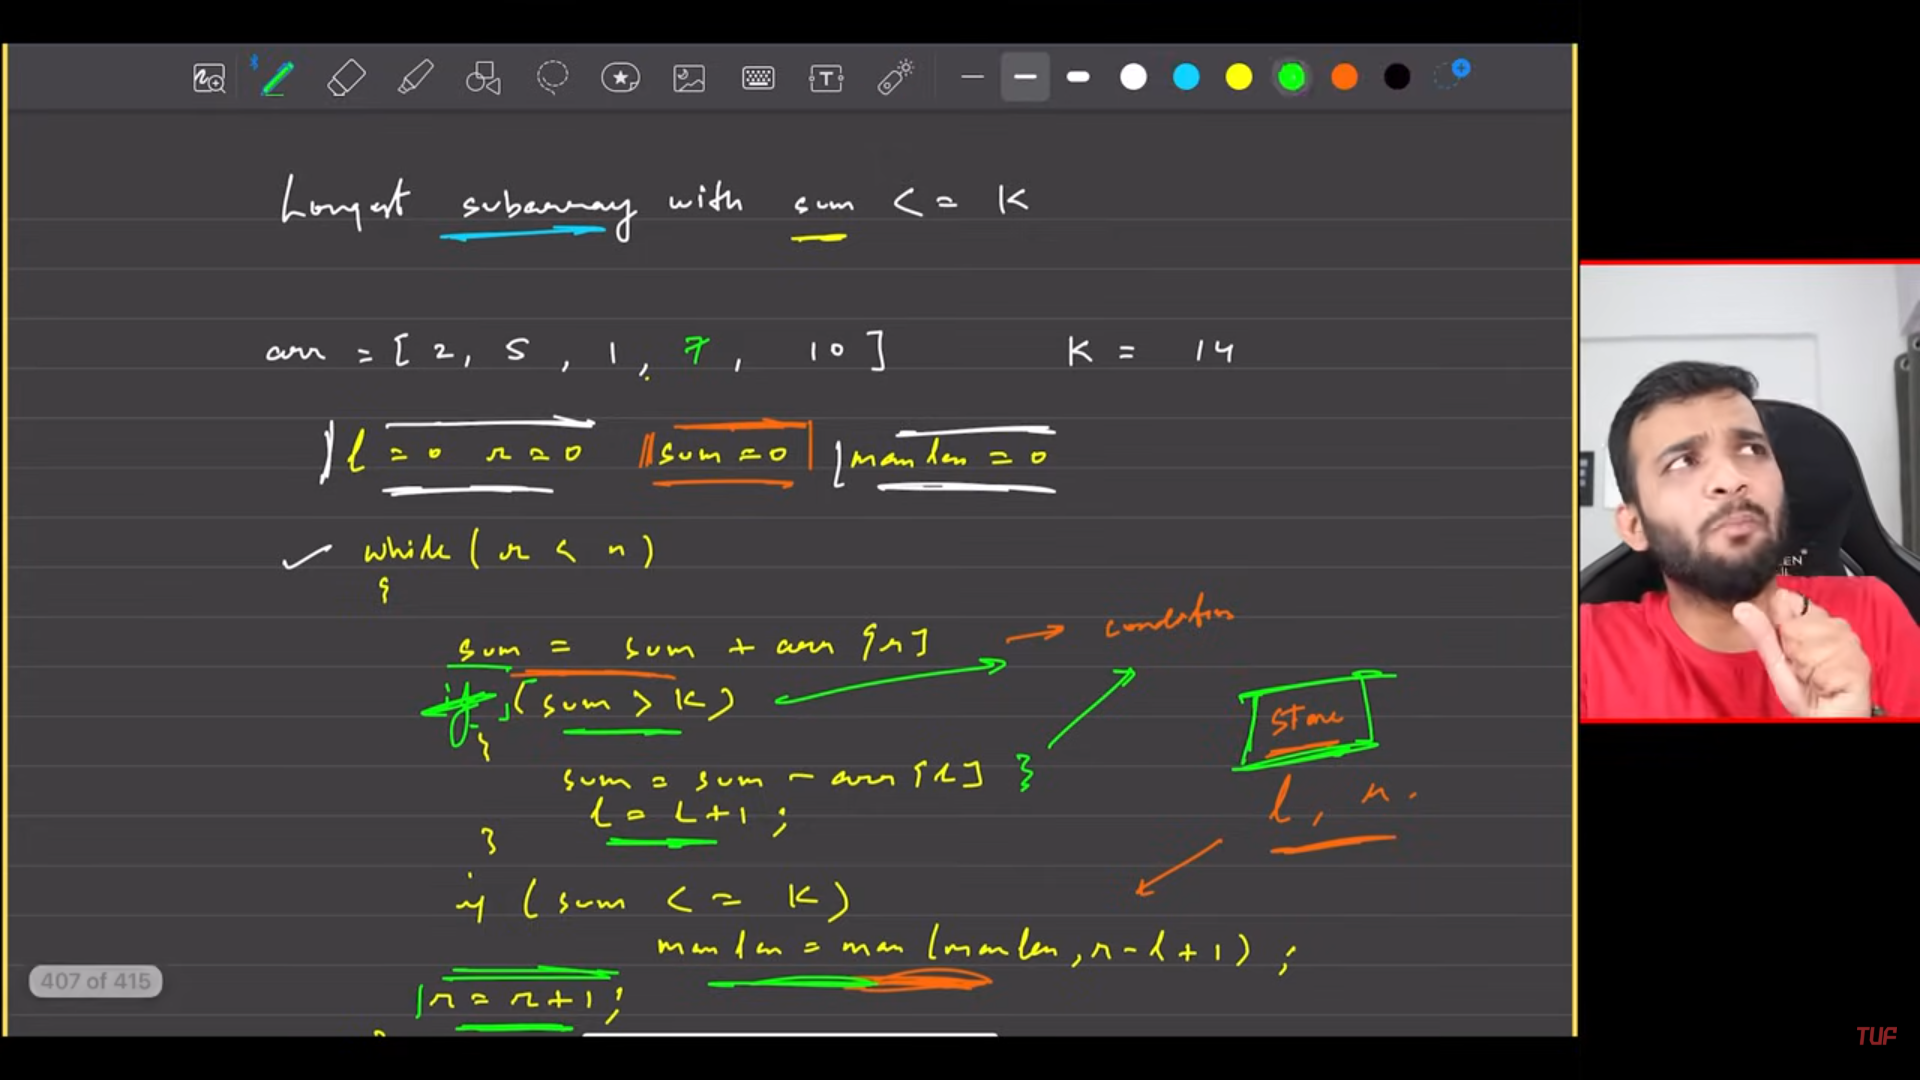 Longest subarray with sum <= K
arr = [ 2, 5, 1, 7, 10 ] K = 14
l = 0 r = 0 sum = 0 maxlen = 0
while ( r < n )
{
sum = sum + arr [r] → condition
if (sum > K)
{
store
sum = sum - arr [l] }
l = l + 1 ;
l, r.
}
if (sum <= K)
maxlen = max (maxlen, r - l + 1) ;
r = r + 1 ;
407 of 415
T
EN
TUF